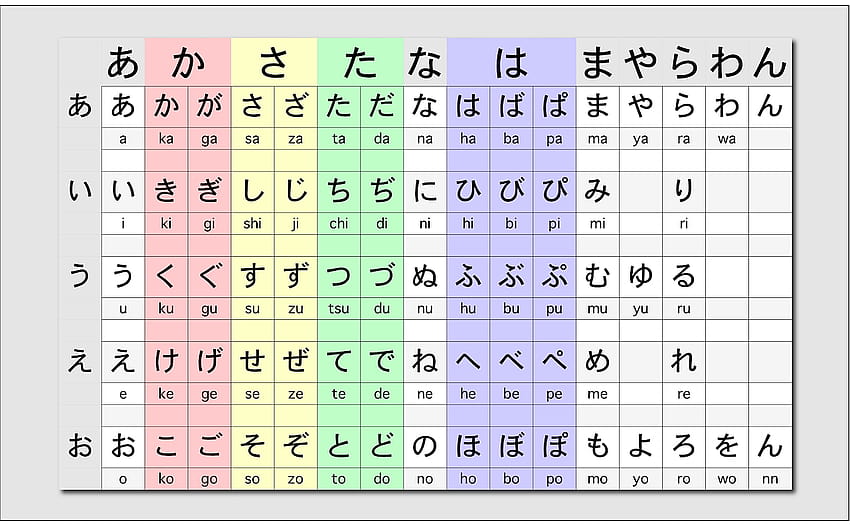 あ か さ た な は ま や ら わ ん
あ あ か が さ ざ た だ な は ば ぱ ま や ら わ ん
a ka ga sa za ta da na ha ba pa ma ya ra wa
い い き ぎ し じ ち ぢ に ひ び ぴ み り
i ki gi shi ji chi di ni hi bi pi mi ri
う う く ぐ す ず つ づ ぬ ふ ぶ ぷ む ゆ る
u ku gu su zu tsu du nu hu bu pu mu yu ru
え え け げ せ ぜ て で ね へ べ ぺ め れ
e ke ge se ze te de ne he be pe me re
お お こ ご そ ぞ と ど の ほ ぼ ぽ も よ ろ を ん
o ko go so zo to do no ho bo po mo yo ro wo nn